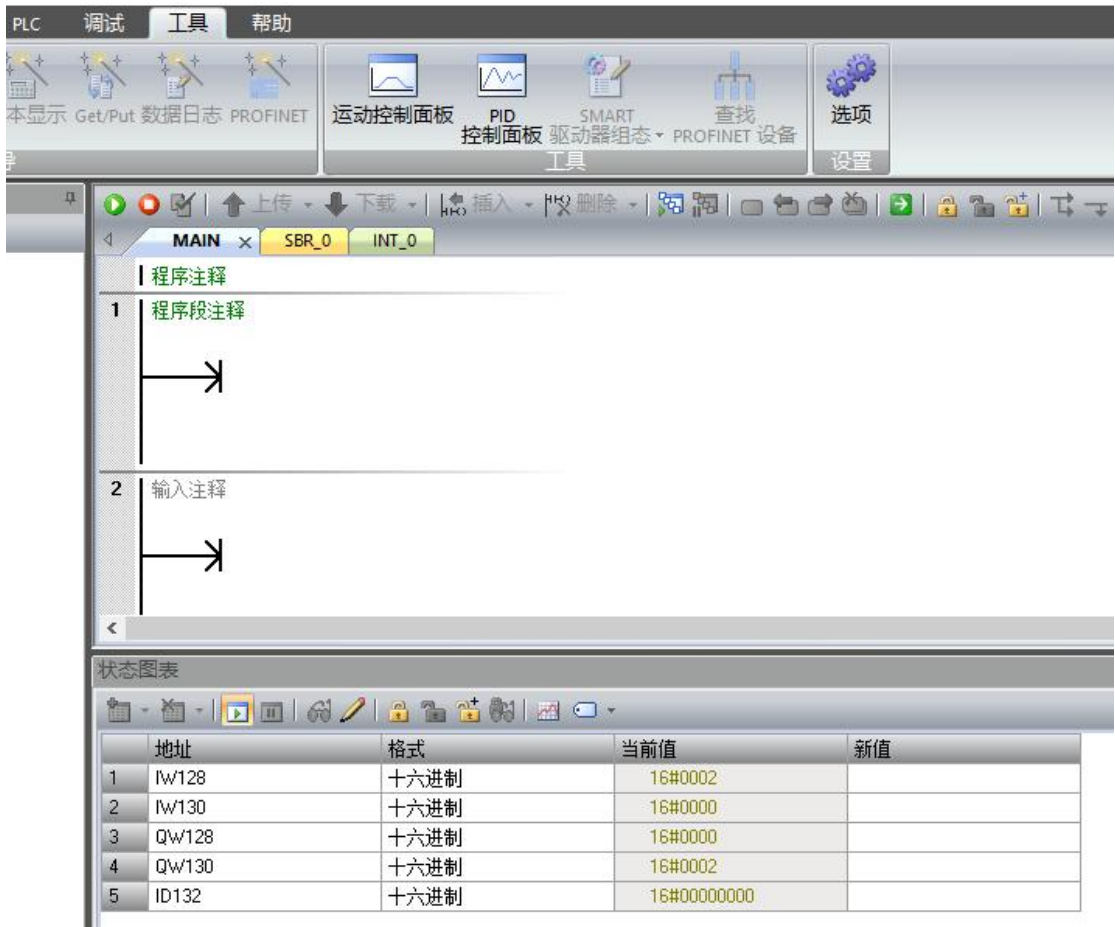 PLC 调试 工具 帮助
本显示 Get/Put 数据日志 PROFINET 运动控制面板 PID 控制面板 SMART 驱动器组态 查找 PROFINET 设备 选项
工具 设置
上传 下载 插入 删除
MAIN SBR_0 INT_0
程序注释
1 程序段注释
2 输入注释
状态图表
地址 格式 当前值 新值
1 IW128 十六进制 16#0002
2 IW130 十六进制 16#0000
3 QW128 十六进制 16#0000
4 QW130 十六进制 16#0002
5 ID132 十六进制 16#00000000